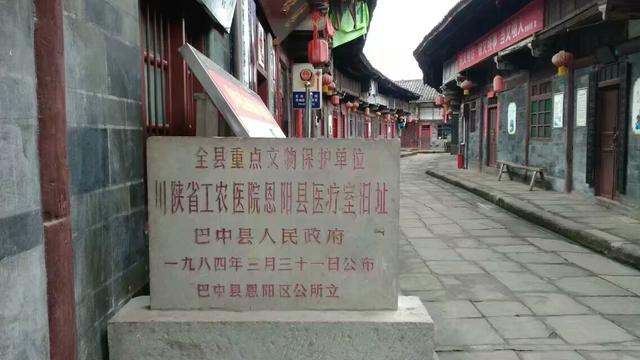 全县重点文物保护单位
川陕省工农医院恩阳县医疗室旧址
巴中县人民政府
一九八四年三月三十一日公布
巴中县恩阳区公所立